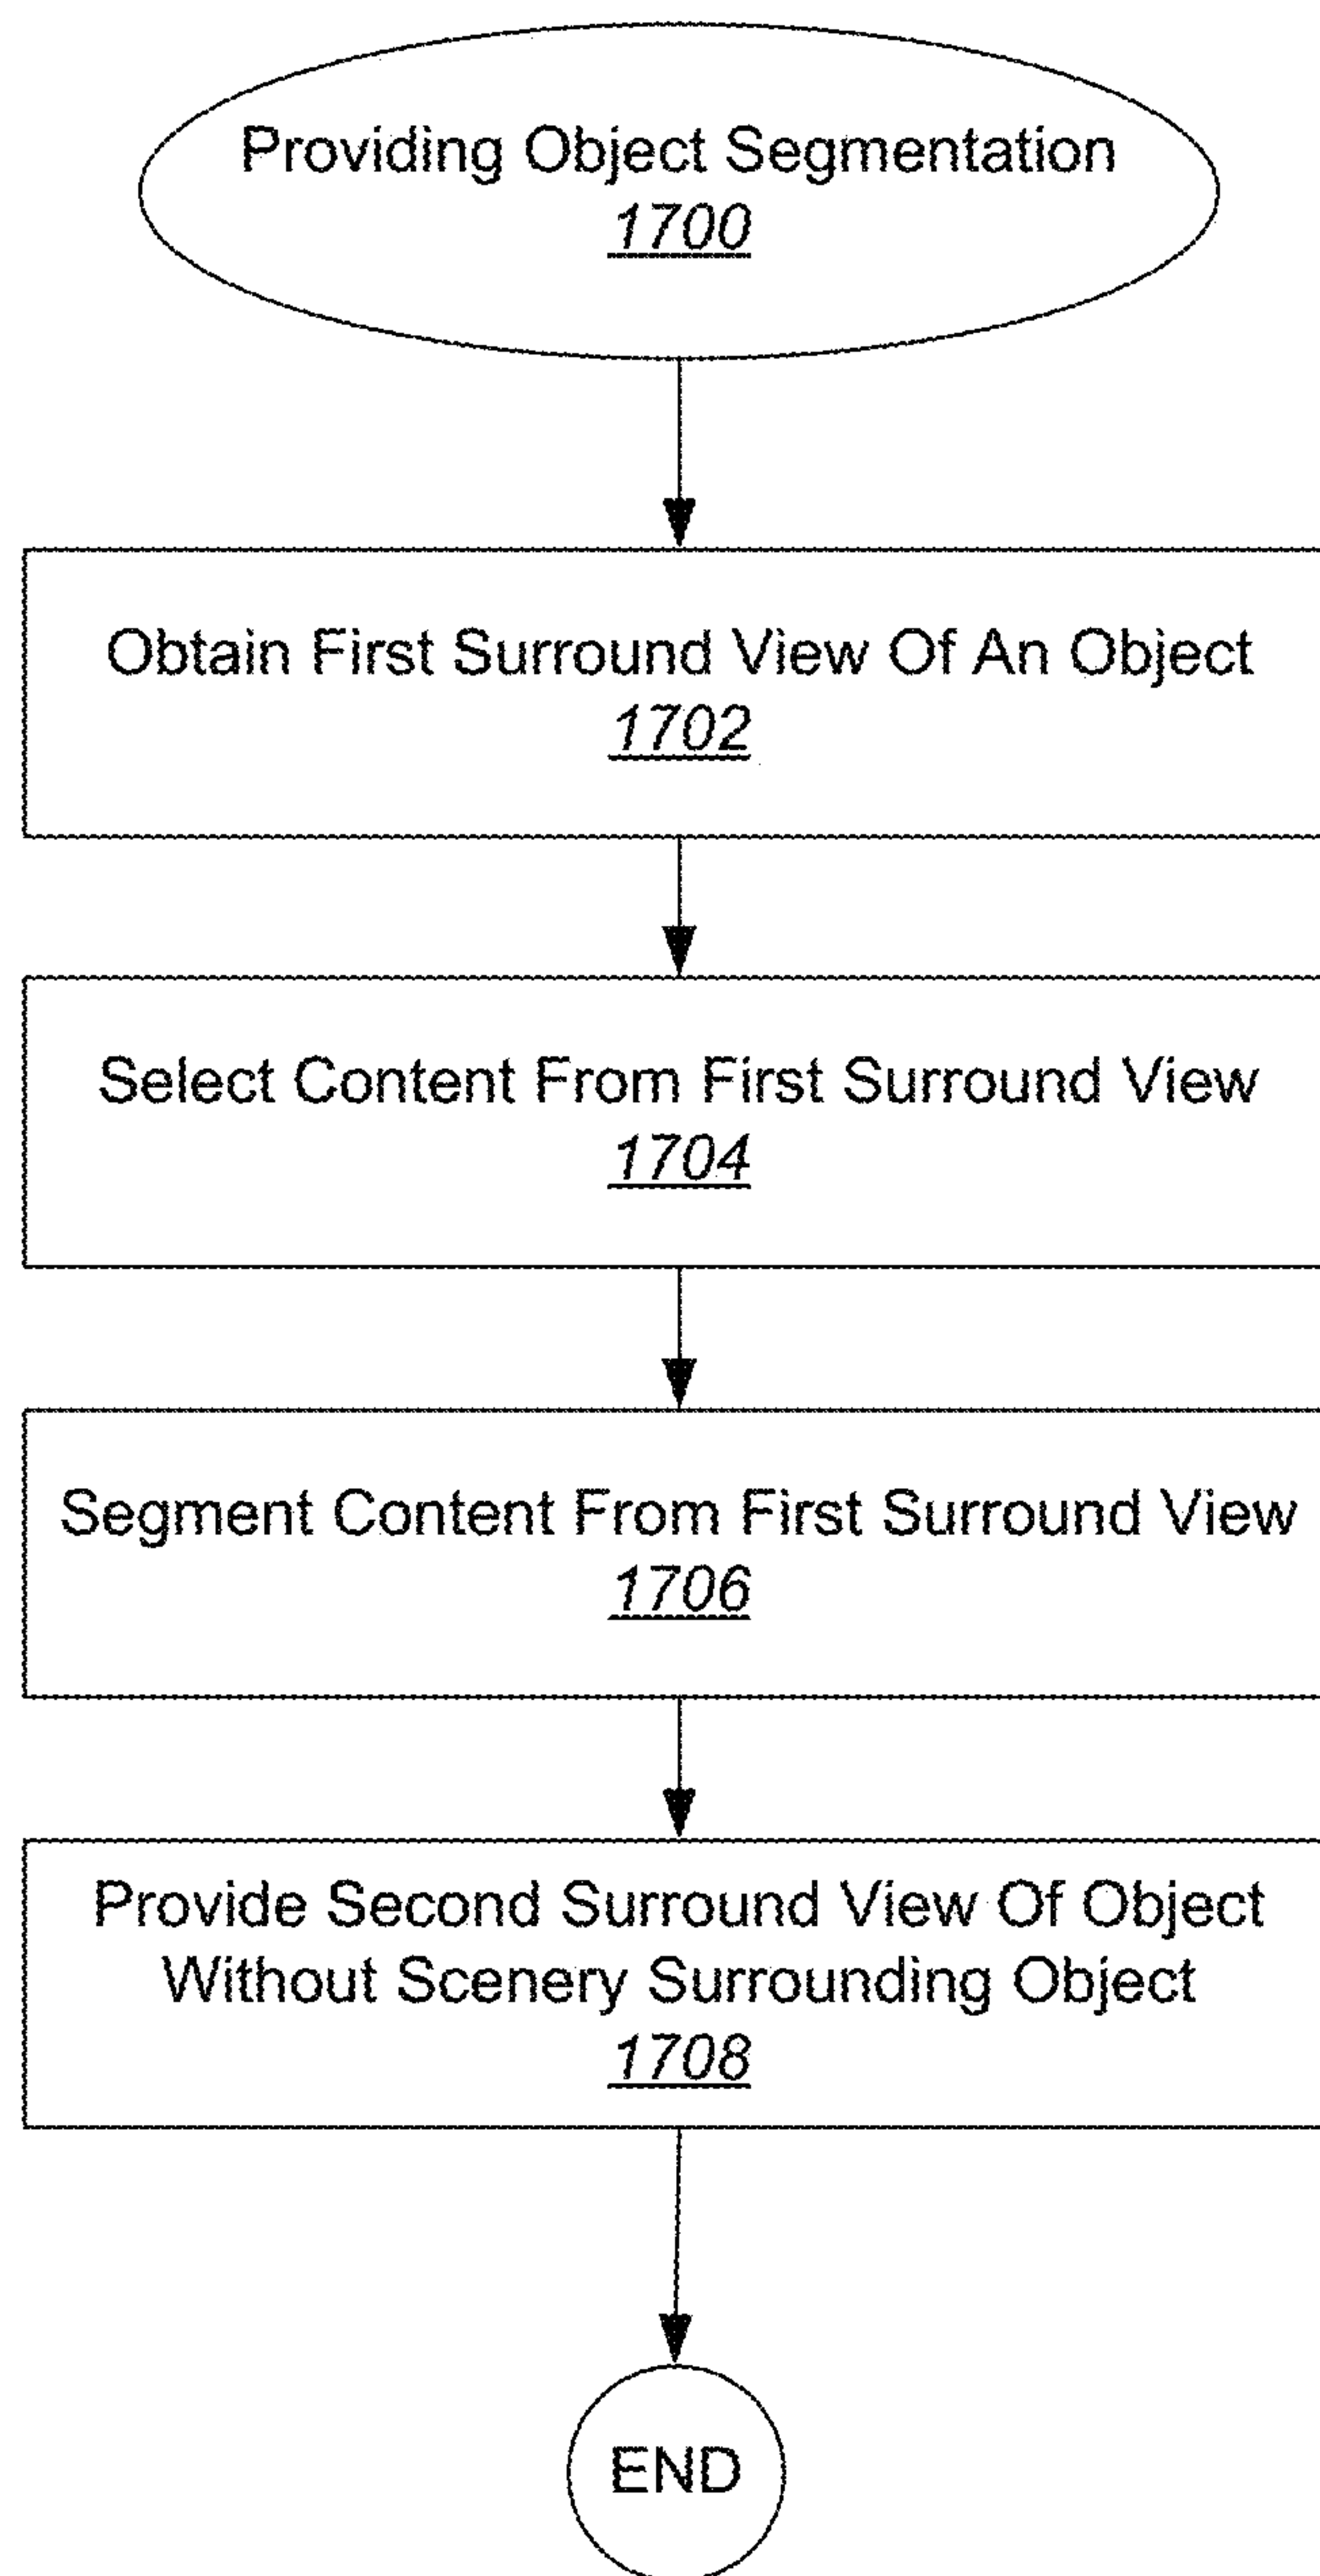 Providing Object Segmentation
1700
Obtain First Surround View Of An Object
1702
Select Content From First Surround View
1704
Segment Content From First Surround View
1706
Provide Second Surround View Of Object
Without Scenery Surrounding Object
1708
END